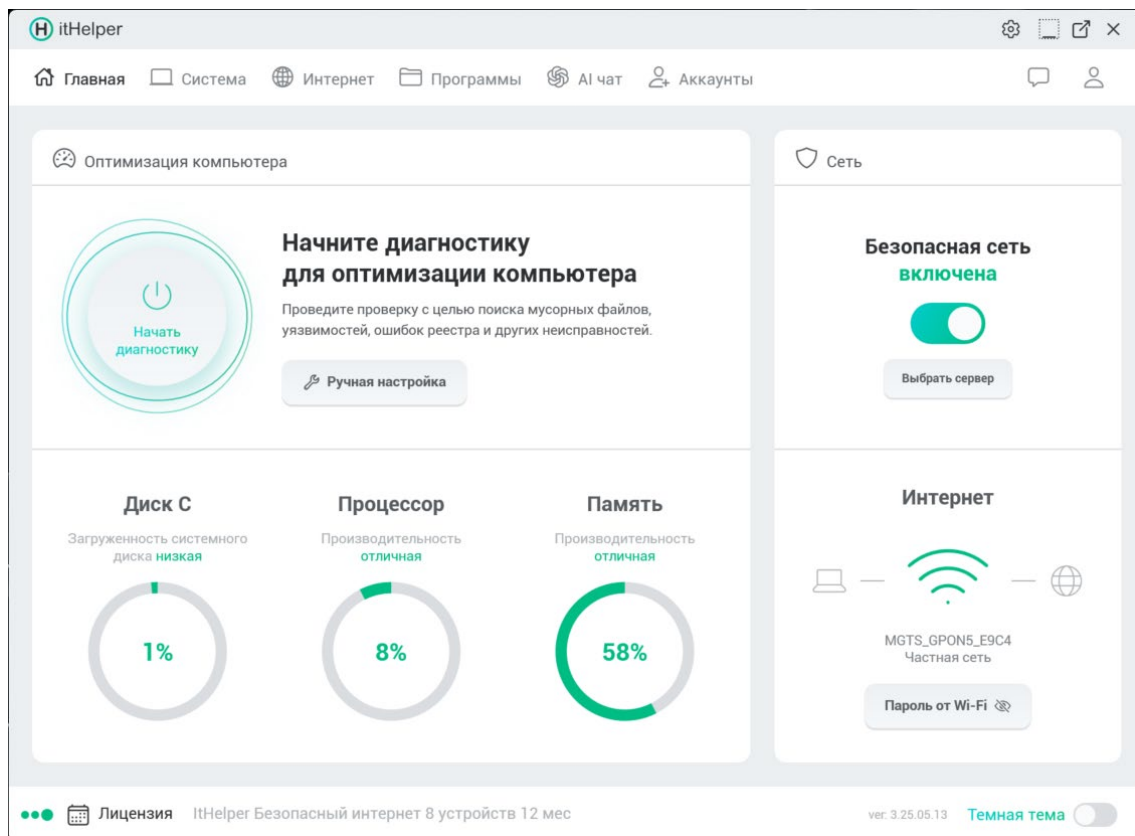 itHelper
Главная
Система
Интернет
Программы
AI чат
Аккаунты
Оптимизация компьютера
Начать
диагностику
Начните диагностику
для оптимизации компьютера
Проведите проверку с целью поиска мусорных файлов,
уязвимостей, ошибок реестра и других неисправностей.
Ручная настройка
Сеть
Безопасная сеть
включена
Выбрать сервер
Диск C
Загруженность системного
диска низкая
1%
Процессор
Производительность
отличная
8%
Память
Производительность
отличная
58%
Интернет
MGTS_GPON5_E9C4
Частная сеть
Пароль от Wi-Fi
Лицензия
ItHelper Безопасный интернет 8 устройств 12 мес
ver: 3.25.05.13
Темная тема